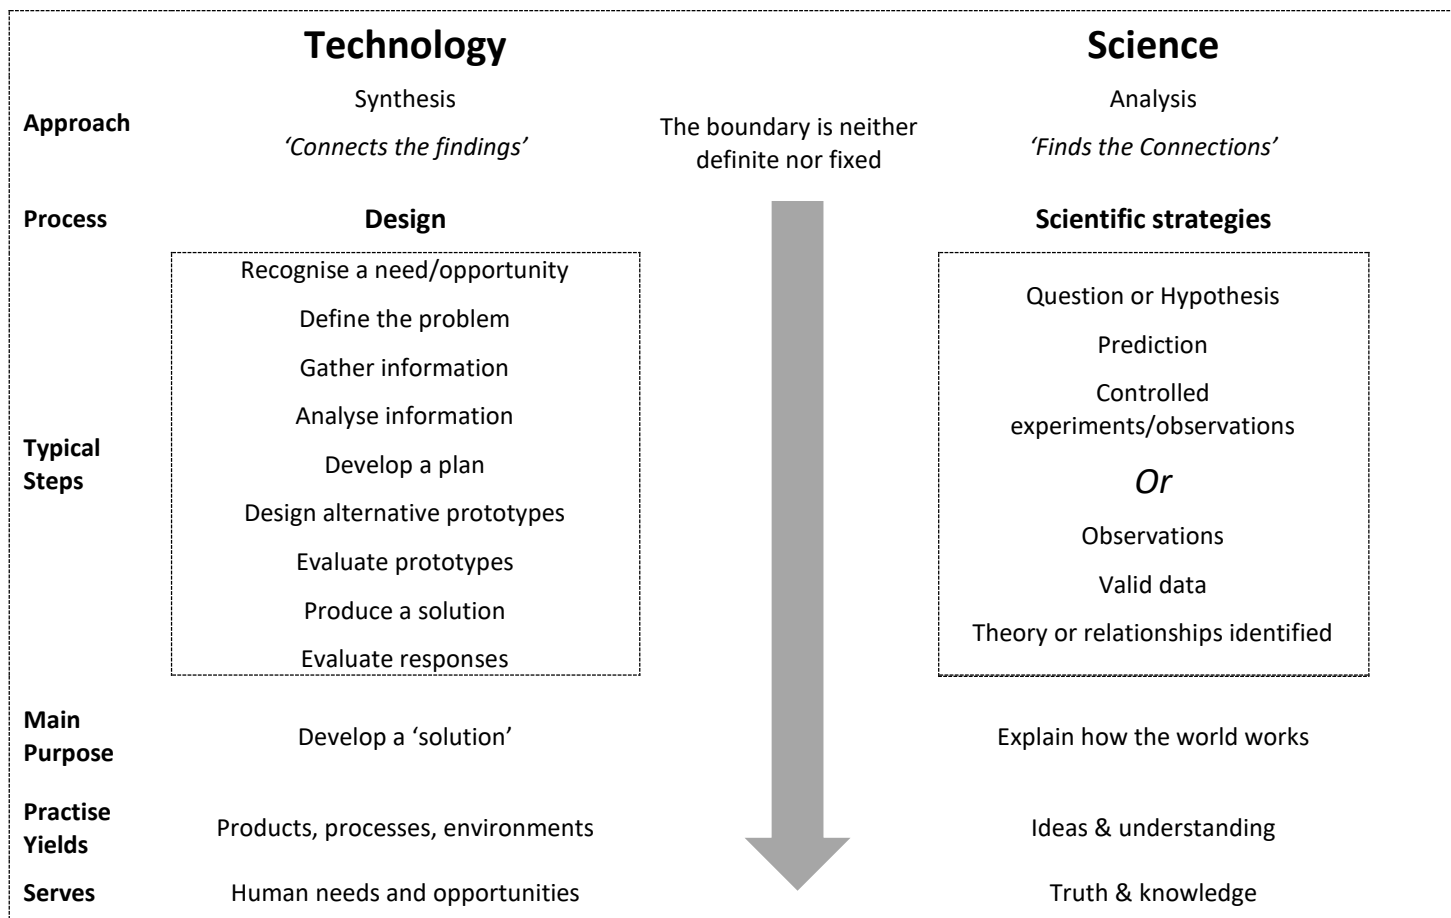 Technology
Science
Approach
Synthesis
‘Connects the findings’
The boundary is neither
definite nor fixed
Analysis
‘Finds the Connections’
Process
Design
Scientific strategies
Typical
Steps
Recognise a need/opportunity
Define the problem
Gather information
Analyse information
Develop a plan
Design alternative prototypes
Evaluate prototypes
Produce a solution
Evaluate responses
Question or Hypothesis
Prediction
Controlled
experiments/observations
Or
Observations
Valid data
Theory or relationships identified
Main
Purpose
Develop a ‘solution’
Explain how the world works
Practise
Yields
Products, processes, environments
Ideas & understanding
Serves
Human needs and opportunities
Truth & knowledge